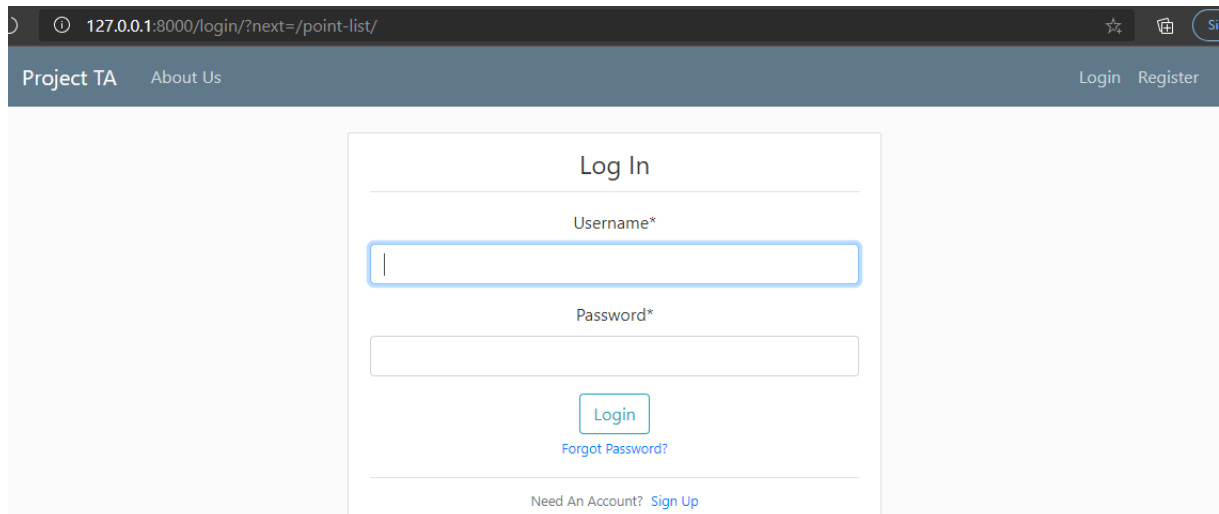 127.0.0.1:8000/login/?next=/point-list/
Project TA About Us Login Register
Log In
Username*
Password*
Login
Forgot Password?
Need An Account? Sign Up